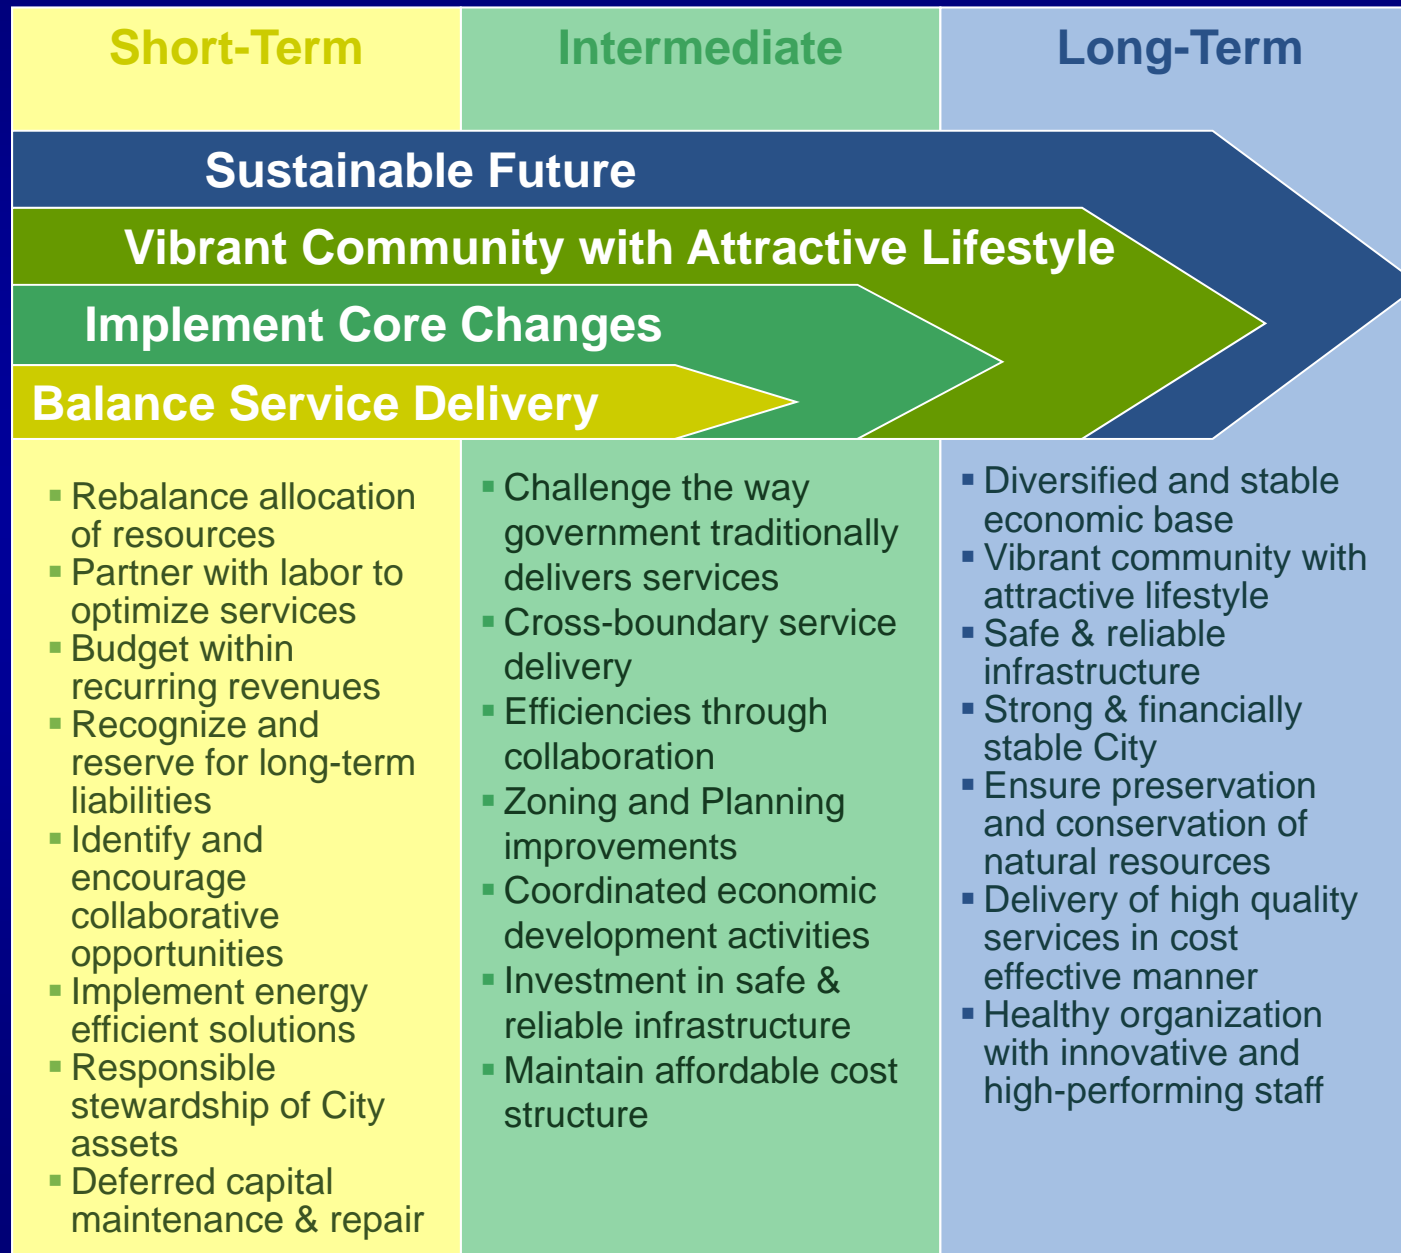 Short-Term
Intermediate
Long-Term
Sustainable Future
Vibrant Community with Attractive Lifestyle
Implement Core Changes
Balance Service Delivery
▪ Rebalance allocation
of resources
▪ Partner with labor to
optimize services
▪ Budget within
recurring revenues
▪ Recognize and
reserve for long-term
liabilities
▪ Identify and
encourage
collaborative
opportunities
▪ Implement energy
efficient solutions
▪ Responsible
stewardship of City
assets
▪ Deferred capital
maintenance & repair
▪ Challenge the way
government traditionally
delivers services
▪ Cross-boundary service
delivery
▪ Efficiencies through
collaboration
▪ Zoning and Planning
improvements
▪ Coordinated economic
development activities
▪ Investment in safe &
reliable infrastructure
▪ Maintain affordable cost
structure
▪ Diversified and stable
economic base
▪ Vibrant community with
attractive lifestyle
▪ Safe & reliable
infrastructure
▪ Strong & financially
stable City
▪ Ensure preservation
and conservation of
natural resources
▪ Delivery of high quality
services in cost
effective manner
▪ Healthy organization
with innovative and
high-performing staff